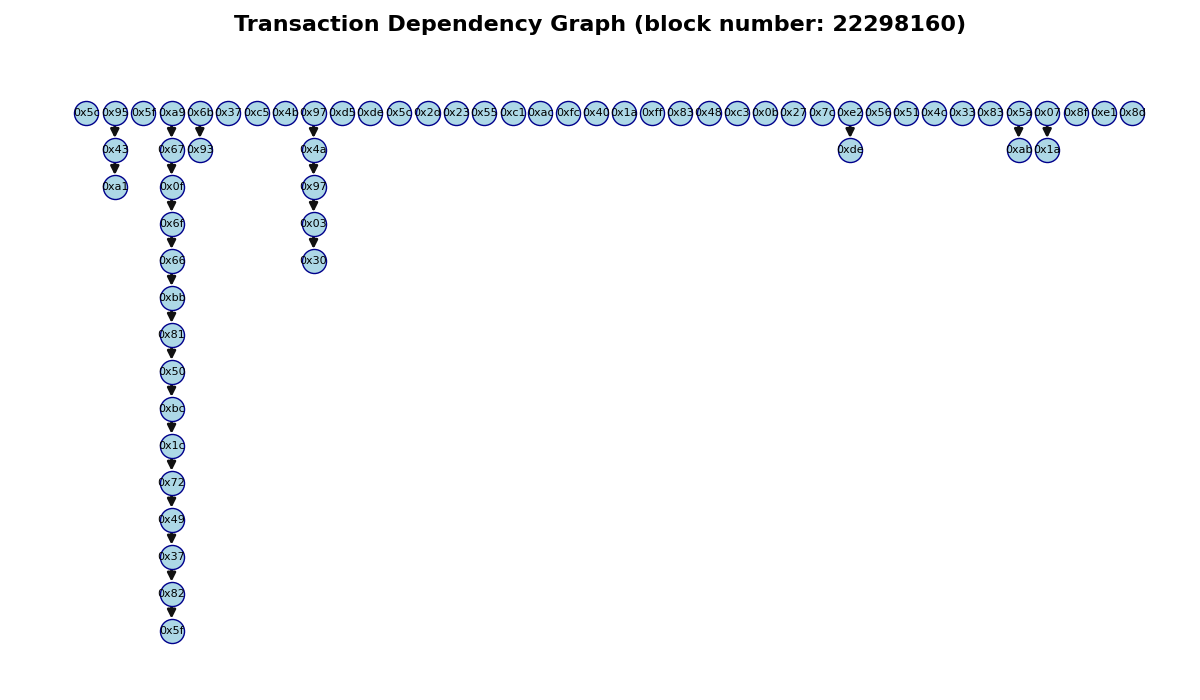 Transaction Dependency Graph (block number: 22298160)
0x5c 0x95 0x5f 0xa9 0x6b 0x37 0xc5 0x4b 0x97 0xd5 0xde 0x5c 0x2d 0x23 0x55 0xc1 0xac 0xfc 0x40 0x1a 0xff 0x83 0x48 0xc3 0x0b 0x27 0x7c 0xe2 0x56 0x51 0x4c 0x33 0x83 0x5a 0x07 0x8f 0xe1 0x8d
0x43 0x67 0x93 0x4a 0xde 0xab 0x1a
0xa1 0x0f 0x97
0x6f 0x03
0x66 0x30
0xbb
0x81
0x50
0xbc
0x1c
0x72
0x49
0x37
0x82
0x5f